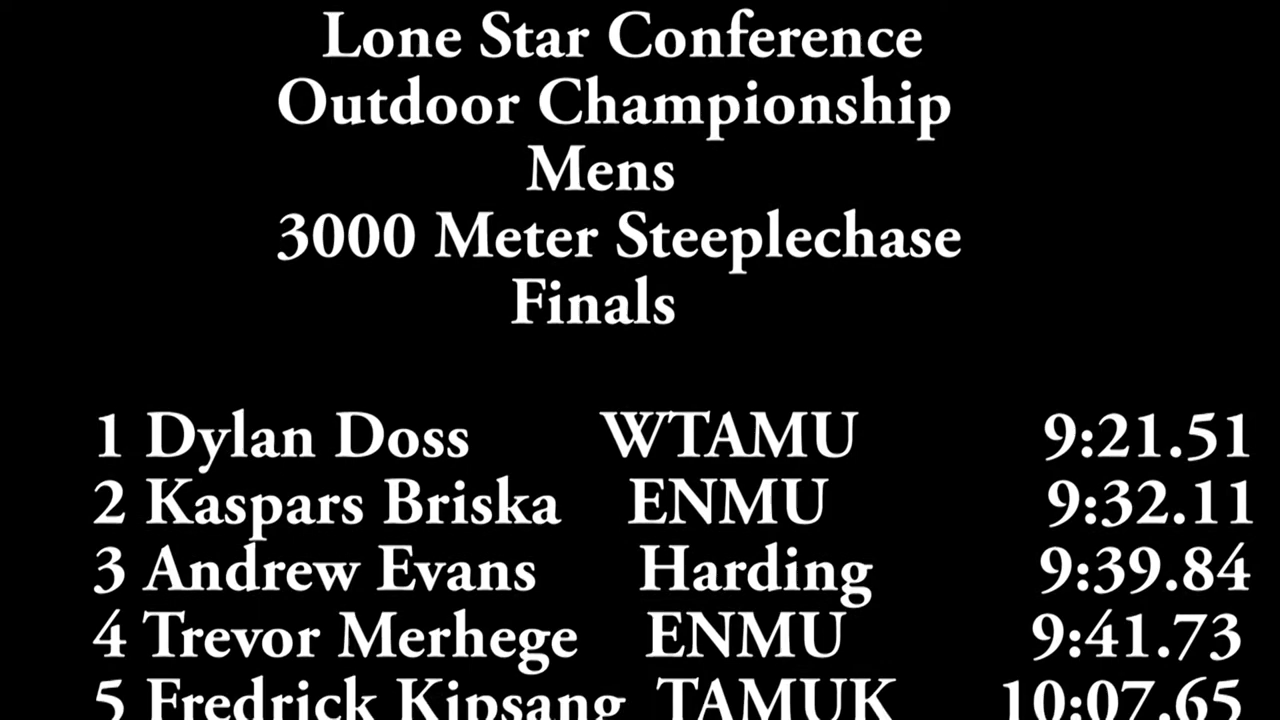 Lone Star Conference
Outdoor Championship
Mens
3000 Meter Steeplechase
Finals
1 Dylan Doss WTAMU 9:21.51
2 Kaspars Briska ENMU 9:32.11
3 Andrew Evans Harding 9:39.84
4 Trevor Merhege ENMU 9:41.73
5 Fredrick Kipsang TAMUK 10:07.65